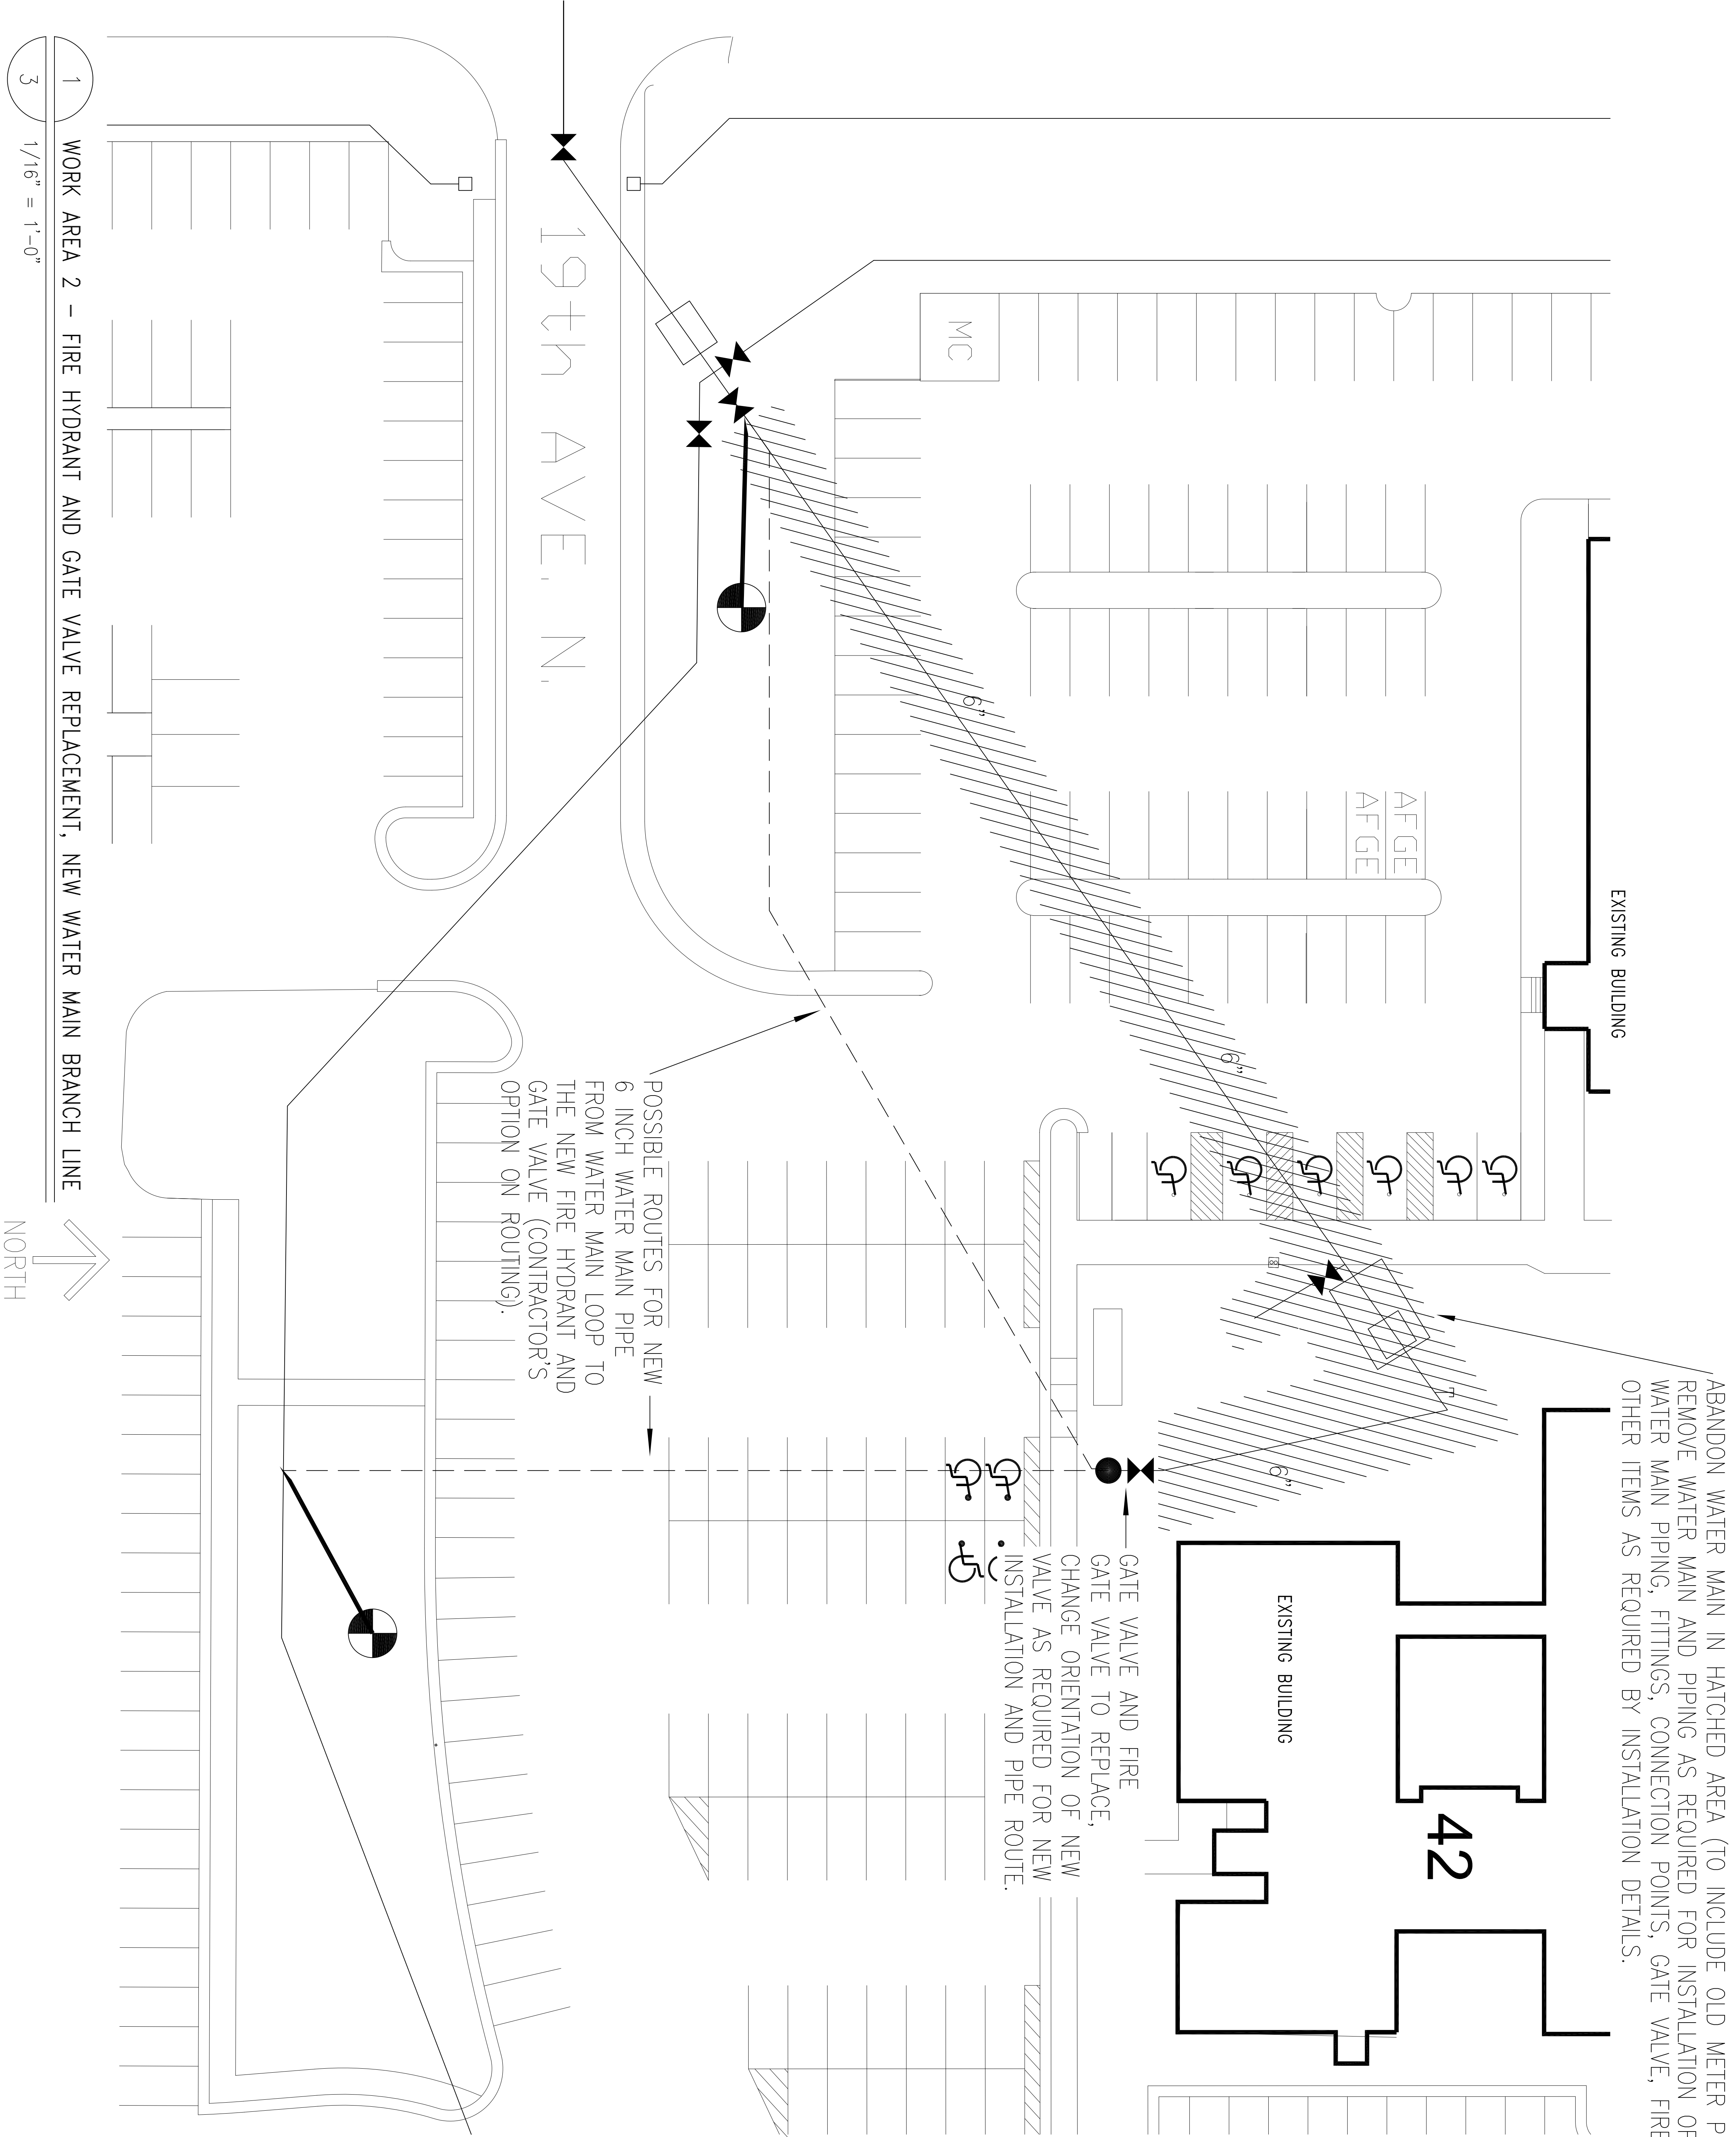 ABANDON WATER MAIN IN HATCHED AREA (TO INCLUDE OLD METER P
REMOVE WATER MAIN AND PIPING AS REQUIRED FOR INSTALLATION OF
WATER MAIN PIPING, FITTINGS, CONNECTION POINTS, GATE VALVE, FIRE
OTHER ITEMS AS REQUIRED BY INSTALLATION DETAILS.
EXISTING BUILDING
42
EXISTING BUILDING
AFGE
AFGE
MC
6"
6"
6"
E
GATE VALVE AND FIRE
GATE VALVE TO REPLACE,
CHANGE ORIENTATION OF NEW
VALVE AS REQUIRED FOR NEW
INSTALLATION AND PIPE ROUTE.
POSSIBLE ROUTES FOR NEW
6 INCH WATER MAIN PIPE
FROM WATER MAIN LOOP TO
THE NEW FIRE HYDRANT AND
GATE VALVE (CONTRACTOR'S
OPTION ON ROUTING).
19th AVE. N.
1
3
WORK AREA 2 - FIRE HYDRANT AND GATE VALVE REPLACEMENT, NEW WATER MAIN BRANCH LINE
1/16" = 1'-0"
NORTH